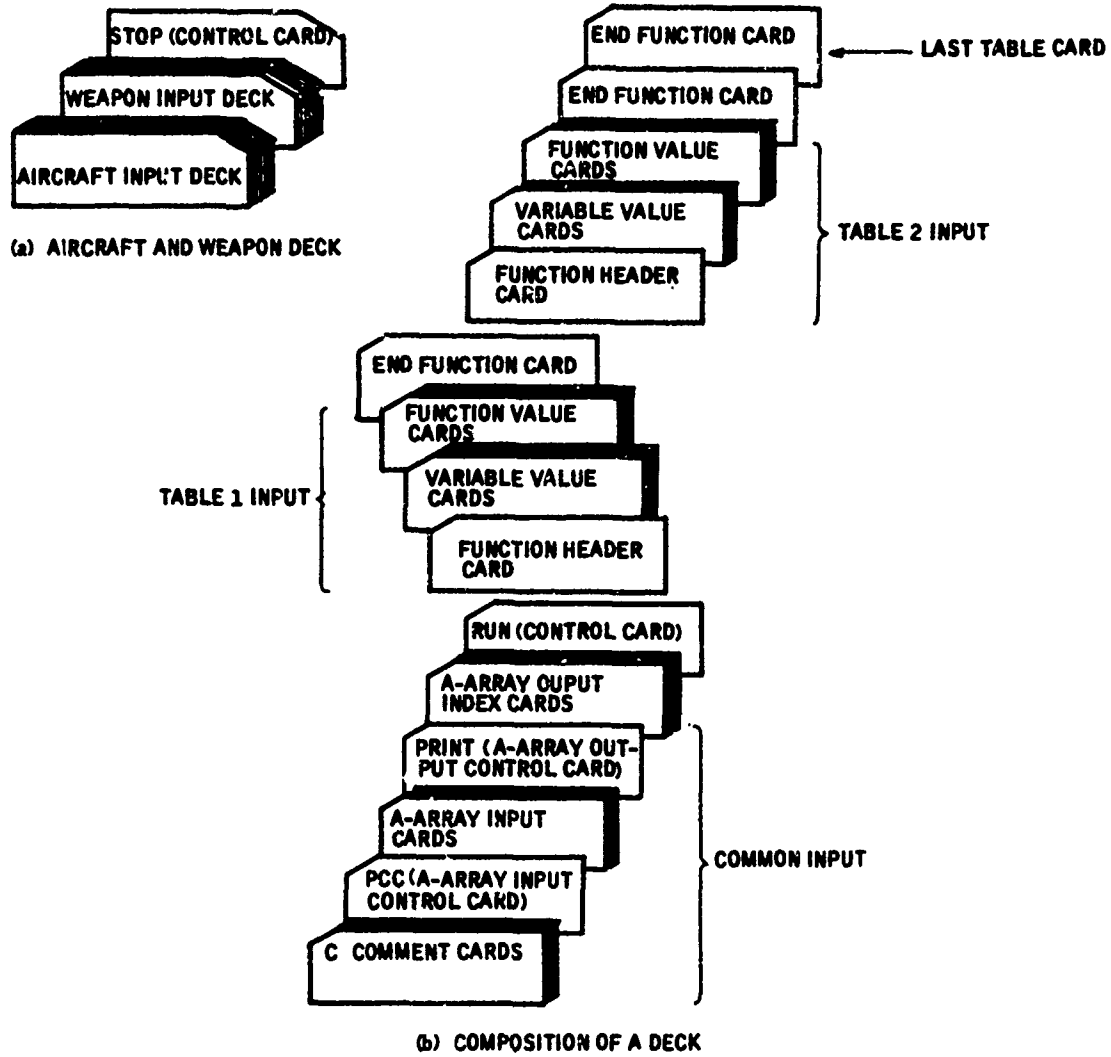 STOP (CONTROL CARD)
WEAPON INPUT DECK
AIRCRAFT INPUT DECK
(a) AIRCRAFT AND WEAPON DECK
END FUNCTION CARD
LAST TABLE CARD
END FUNCTION CARD
FUNCTION VALUE
CARDS
VARIABLE VALUE
CARDS
TABLE 2 INPUT
FUNCTION HEADER
CARD
END FUNCTION CARD
FUNCTION VALUE
CARDS
VARIABLE VALUE
CARDS
TABLE 1 INPUT
FUNCTION HEADER
CARD
RUN (CONTROL CARD)
A-ARRAY OUPUT
INDEX CARDS
PRINT (A-ARRAY OUT-
PUT CONTROL CARD)
A-ARRAY INPUT
CARDS
COMMON INPUT
PCC (A-ARRAY INPUT
CONTROL CARD)
C COMMENT CARDS
(b) COMPOSITION OF A DECK